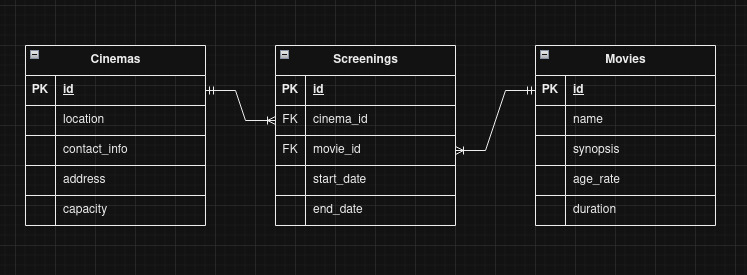 Cinemas
PK id
location
contact_info
address
capacity
Screenings
PK id
FK cinema_id
FK movie_id
start_date
end_date
Movies
PK id
name
synopsis
age_rate
duration